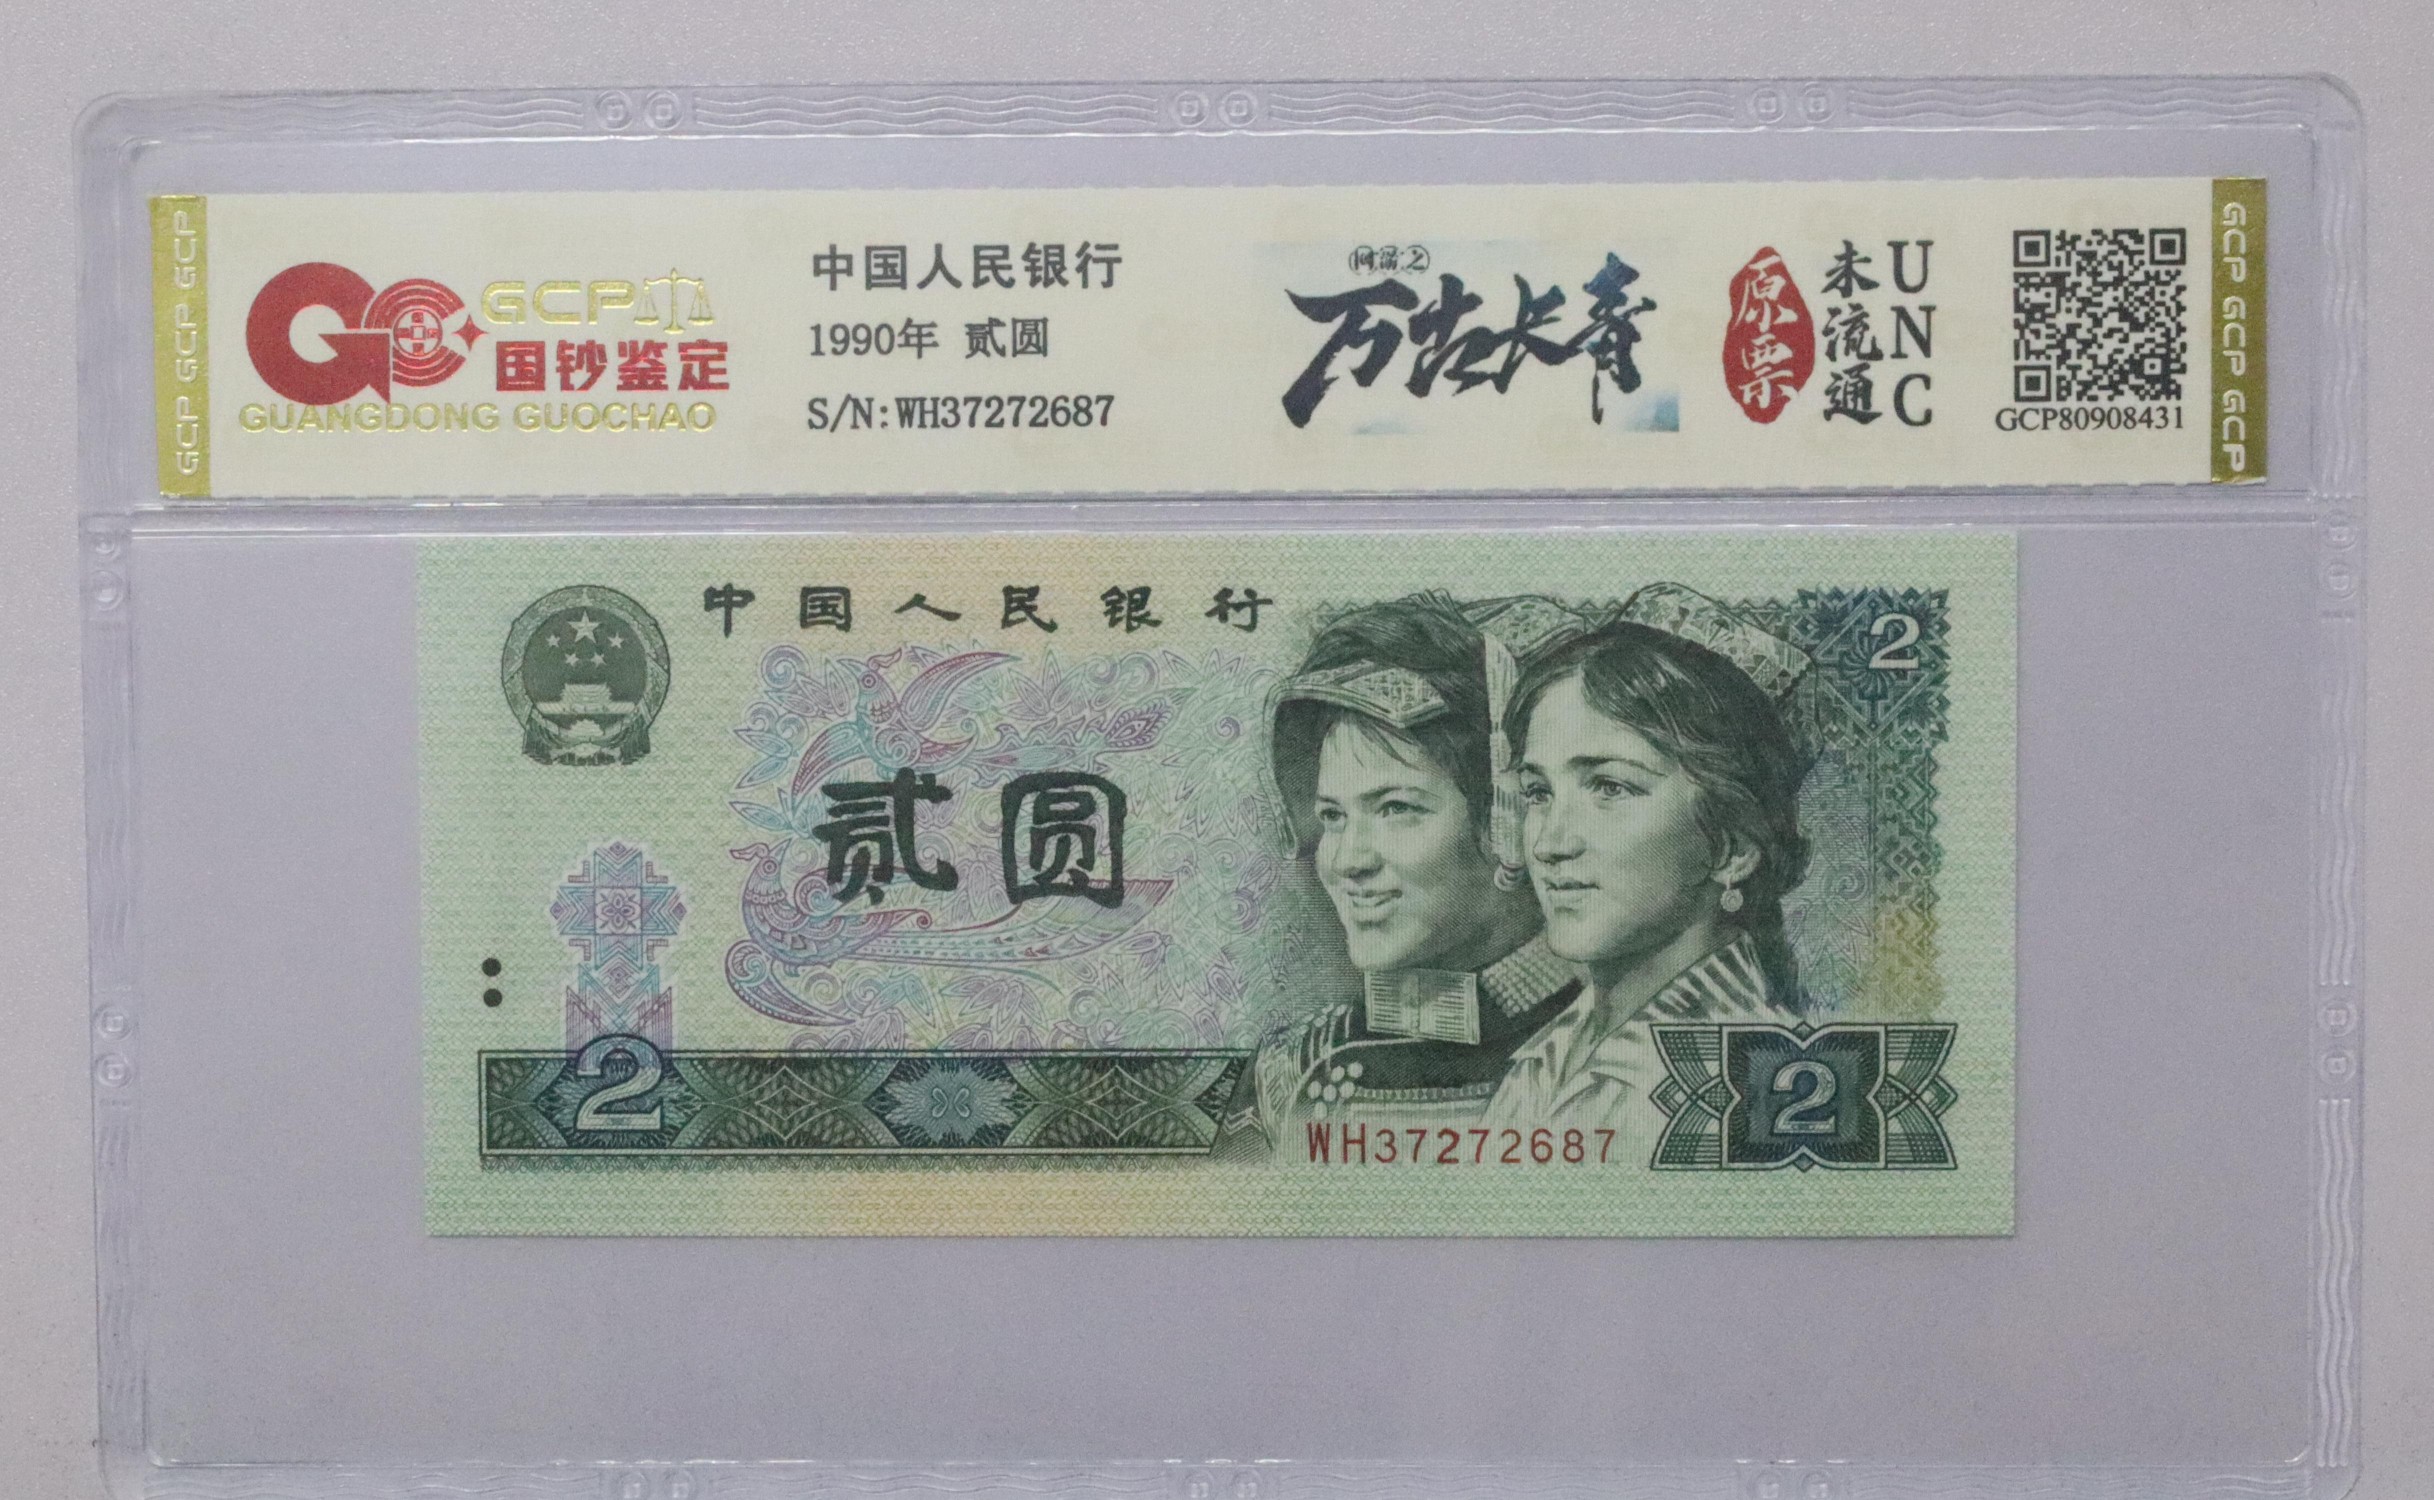 GCP GCP GCP
GCP
国钞鉴定
GUANGDONG GUOCHAO
中国人民银行
1990年 贰圆
S/N:WH37272687
万古长青
原票
未流通
UNC
GCP80908431
GCP GCP GCP
中国人民银行
2
贰圆
2
WH37272687
2